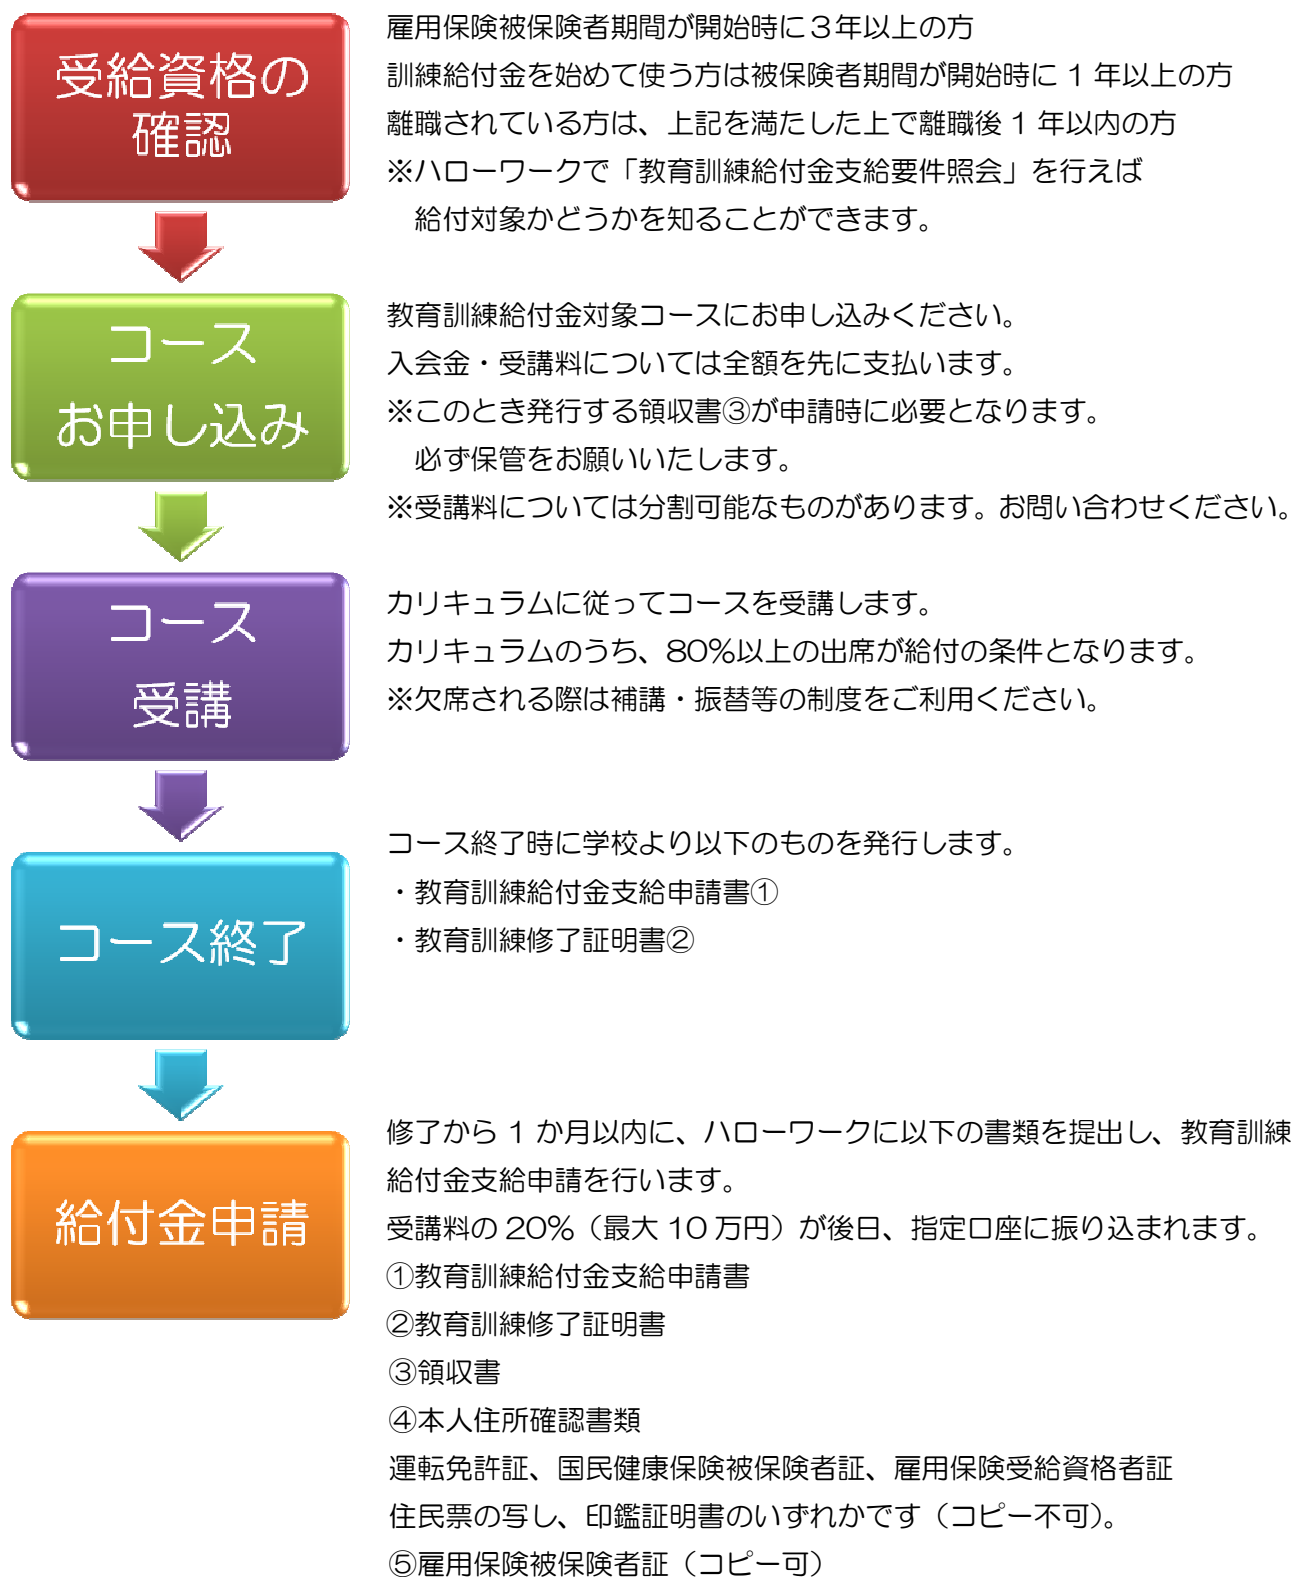 受給資格の
確認
雇用保険被保険者期間が開始時に3年以上の方
訓練給付金を始めて使う方は被保険者期間が開始時に 1 年以上の方
離職されている方は、上記を満たした上で離職後 1 年以内の方
※ハローワークで「教育訓練給付金支給要件照会」を行えば
給付対象かどうかを知ることができます。
コース
お申し込み
教育訓練給付金対象コースにお申し込みください。
入会金・受講料については全額を先に支払います。
※このとき発行する領収書③が申請時に必要となります。
必ず保管をお願いいたします。
※受講料については分割可能なものがあります。お問い合わせください。
コース
受講
カリキュラムに従ってコースを受講します。
カリキュラムのうち、80%以上の出席が給付の条件となります。
※欠席される際は補講・振替等の制度をご利用ください。
コース終了
コース終了時に学校より以下のものを発行します。
・教育訓練給付金支給申請書①
・教育訓練修了証明書②
給付金申請
修了から 1 か月以内に、ハローワークに以下の書類を提出し、教育訓練
給付金支給申請を行います。
受講料の 20%（最大 10 万円）が後日、指定口座に振り込まれます。
①教育訓練給付金支給申請書
②教育訓練修了証明書
③領収書
④本人住所確認書類
運転免許証、国民健康保険被保険者証、雇用保険受給資格者証
住民票の写し、印鑑証明書のいずれかです（コピー不可）。
⑤雇用保険被保険者証（コピー可）